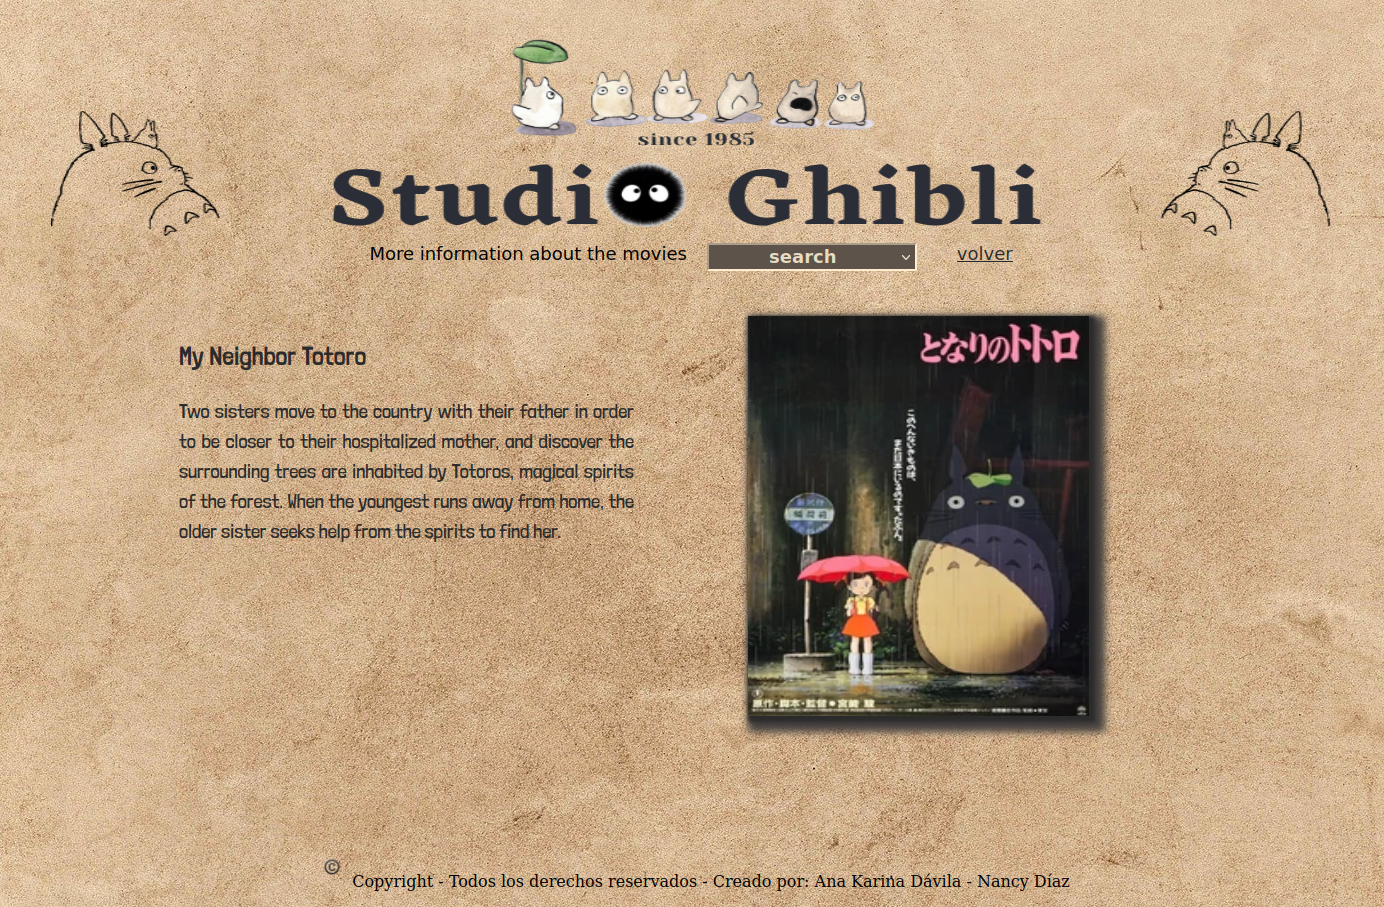 since 1985
Studio Ghibli
More information about the movies
search
volver
My Neighbor Totoro
Two sisters move to the country with their father in order
to be closer to their hospitalized mother, and discover the
surrounding trees are inhabited by Totoros, magical spirits
of the forest. When the youngest runs away from home, the
older sister seeks help from the spirits to find her.
となりのトトロ
原作・脚本・監督●宮崎 駿
© Copyright - Todos los derechos reservados - Creado por: Ana Karina Dávila - Nancy Díaz